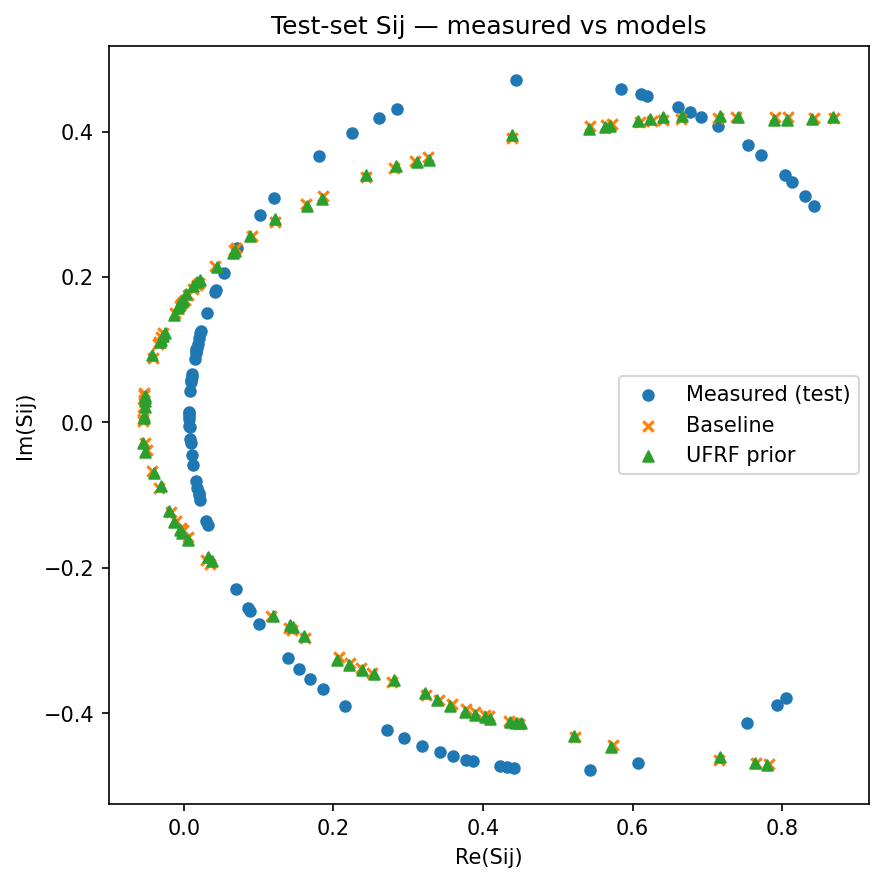 Test-set Sij — measured vs models
Im(Sij)
0.4
0.2
0.0
−0.2
−0.4
Measured (test)
Baseline
UFRF prior
0.0 0.2 0.4 0.6 0.8
Re(Sij)